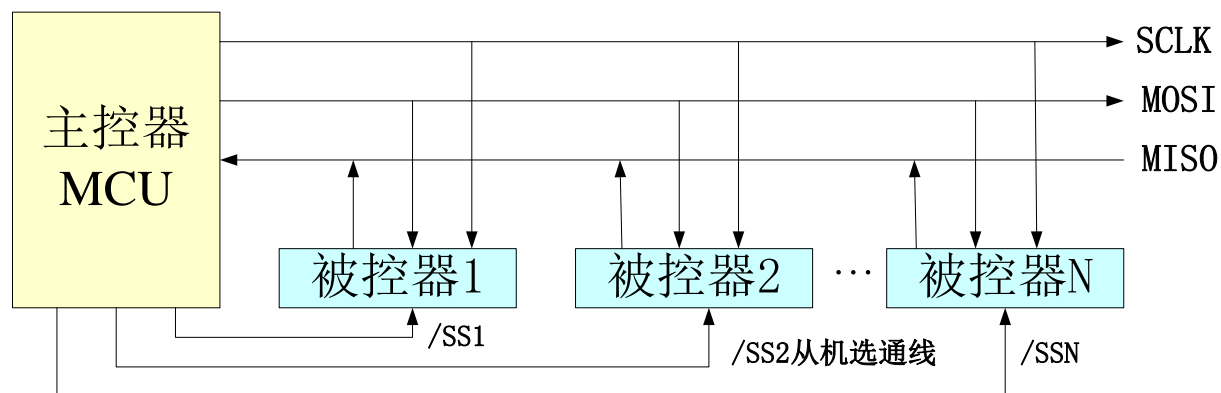 SCLK
MOSI
主控器
MCU
MISO
被控器1
被控器2
…
被控器N
/SS1
/SS2从机选通线
/SSN